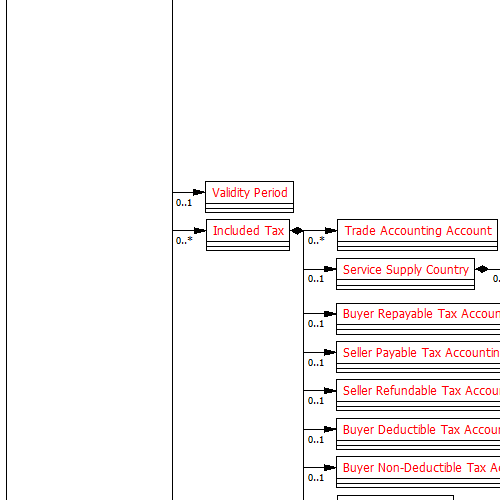 Validity Period
0..1
Included Tax
0..*
Trade Accounting Account
0..*
Service Supply Country
0..1
0.
Buyer Repayable Tax Accoun
0..1
Seller Payable Tax Accountin
0..1
Seller Refundable Tax Accou
0..1
Buyer Deductible Tax Accou
0..1
Buyer Non-Deductible Tax A
0..1